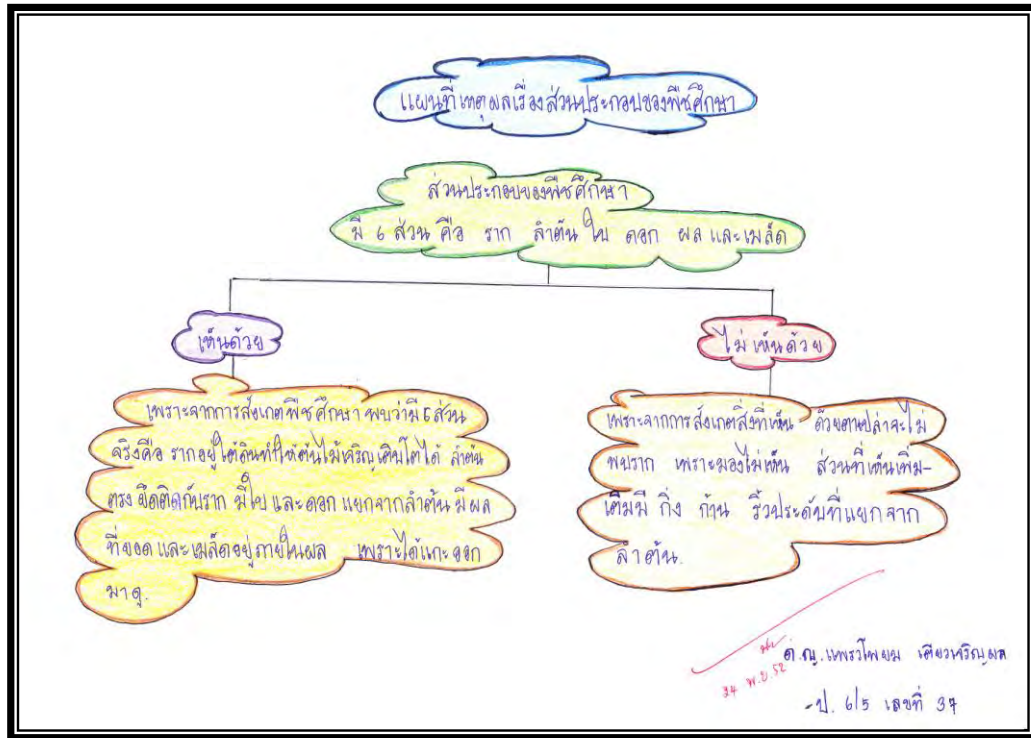 แผนที่เหตุผลเรื่องส่วนประกอบของพืชศึกษา
ส่วนประกอบของพืชศึกษา
มี 6 ส่วน คือ ราก ลำต้น ใบ ดอก ผล และเมล็ด
เห็นด้วย
ไม่เห็นด้วย
เพราะจากการสังเกตพืชศึกษา พบว่ามี 6 ส่วน
จริงคือ รากอยู่ใต้ดินทำให้ต้นไม้เจริญเติบโตได้ ลำต้น
ตรง ยึดติดกับราก มีใบ และดอก แยกจากลำต้น มีผล
ที่ยอด และเมล็ดอยู่ภายในผล เพราะได้แกะออก
มาดู.
เพราะจากการสังเกตสิ่งที่เห็น ด้วยตาเปล่าจะไม่
พบราก เพราะมองไม่เห็น ส่วนที่เห็นเพิ่ม-
เติมมี กิ่ง ก้าน ริ้วประดับที่แยกจาก
ลำต้น.
24 พ.ย. 52
ด.ญ.แพรวโพยม
ป. 6/5 เลขที่ 37